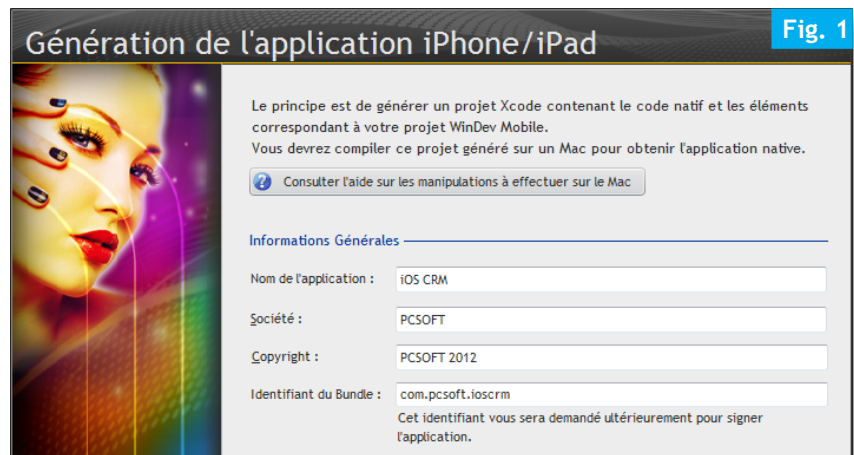 Génération de l'application iPhone/iPad
Fig. 1
Le principe est de générer un projet Xcode contenant le code natif et les éléments
correspondant à votre projet WinDev Mobile.
Vous devrez compiler ce projet généré sur un Mac pour obtenir l'application native.
Consulter l'aide sur les manipulations à effectuer sur le Mac
Informations Générales
Nom de l'application : iOS CRM
Société : PCSOFT
Copyright : PCSOFT 2012
Identifiant du Bundle : com.pcsoft.ioscrm
Cet identifiant vous sera demandé ultérieurement pour signer
l'application.